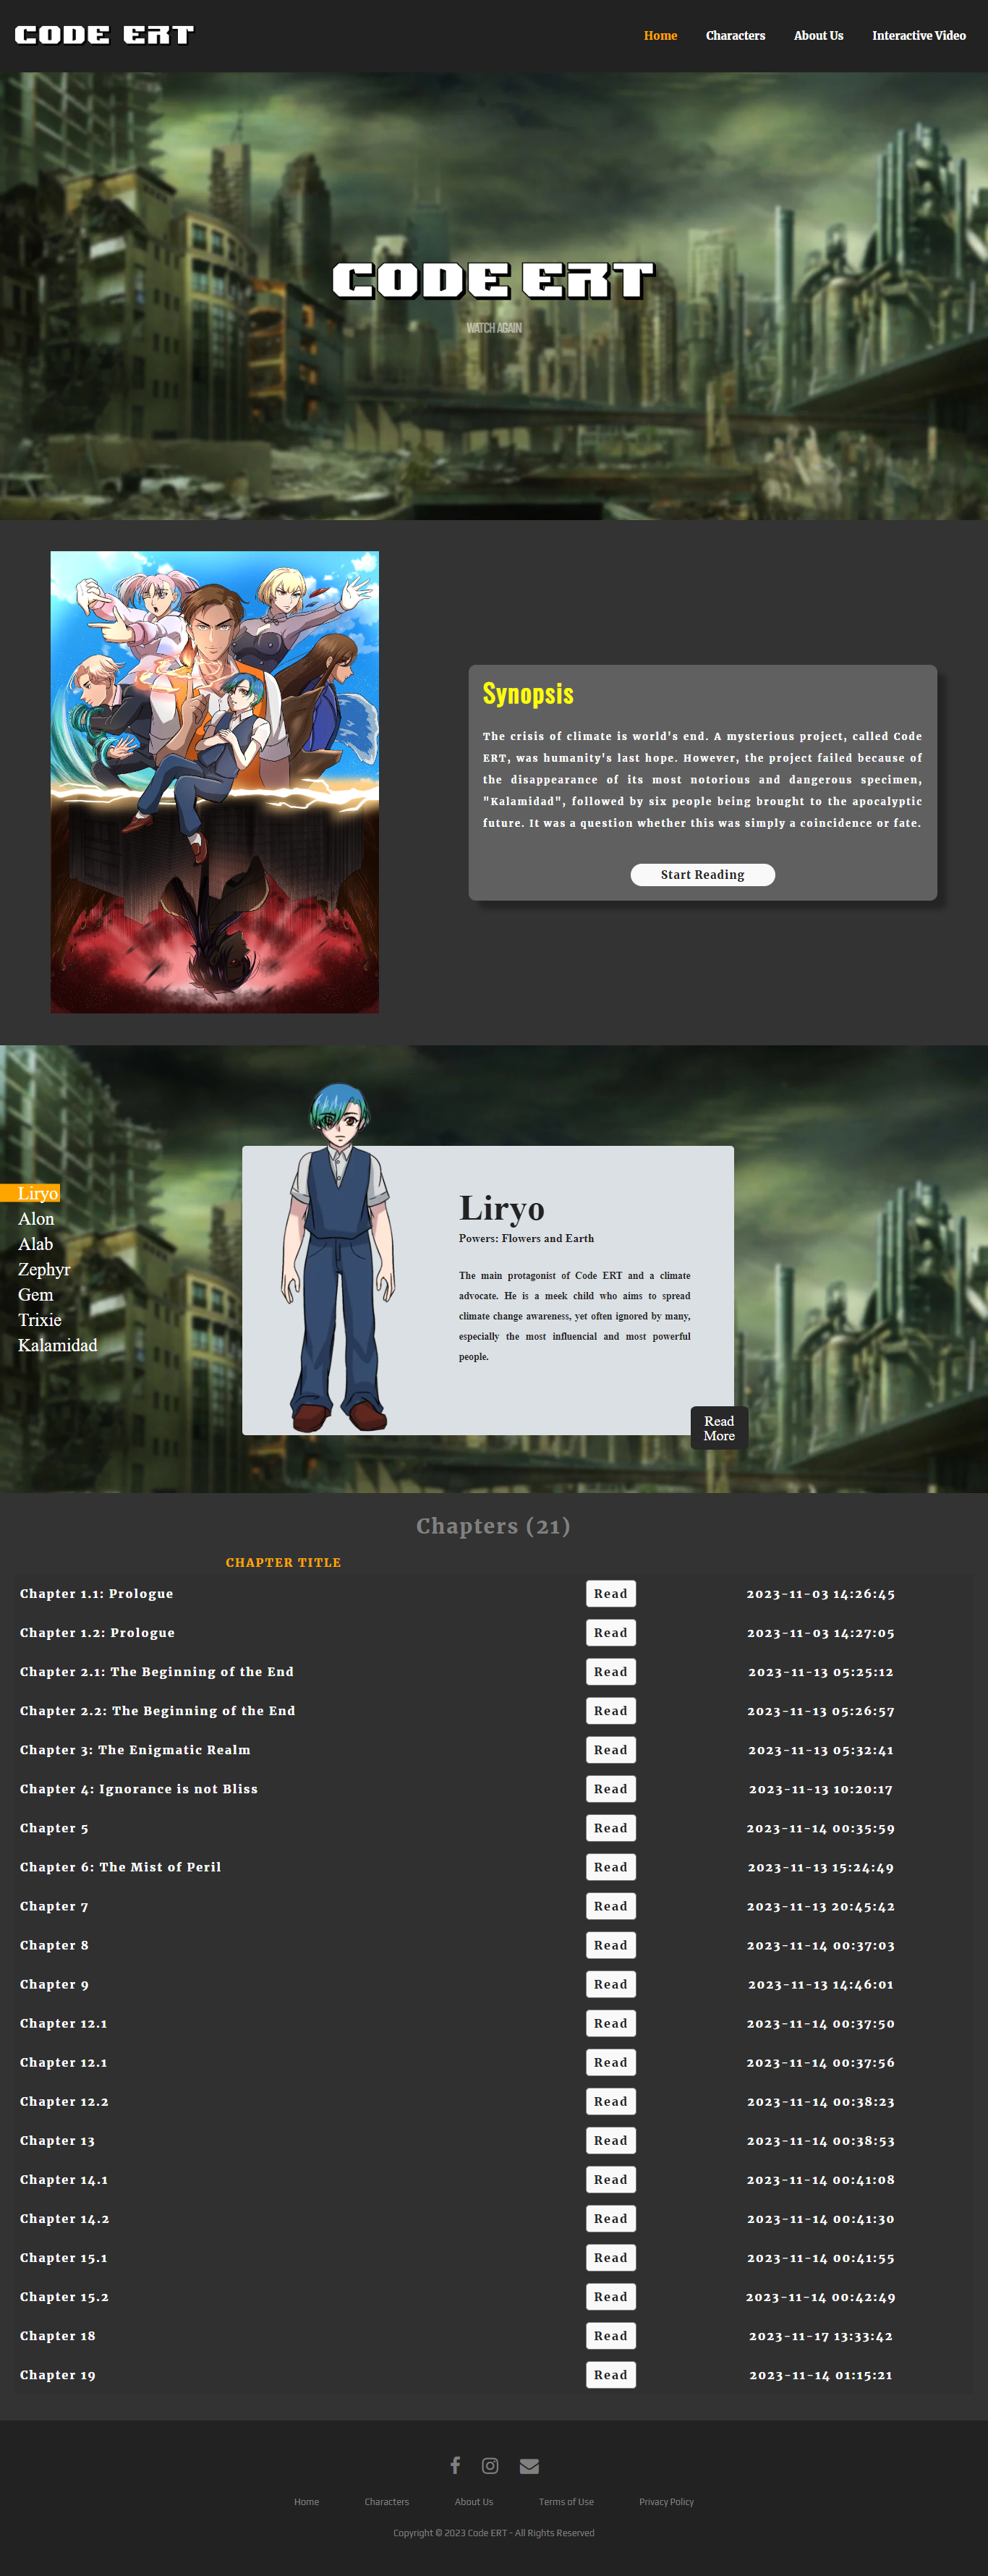 CODE ERT
Home Characters About Us Interactive Video
CODE ERT
WATCH AGAIN
Synopsis
The crisis of climate is world's end. A mysterious project, called Code
ERT, was humanity's last hope. However, the project failed because of
the disappearance of its most notorious and dangerous specimen,
"Kalamidad", followed by six people being brought to the apocalyptic
future. It was a question whether this was simply a coincidence or fate.
Start Reading
Liryo
Alon
Alab
Zephyr
Gem
Trixie
Kalamidad
Liryo
Powers: Flowers and Earth
The main protagonist of Code ERT and a climate
advocate. He is a meek child who aims to spread
climate change awareness, yet often ignored by many,
especially the most influencial and most powerful
people.
Read
More
Chapters (21)
CHAPTER TITLE
Chapter 1.1: Prologue Read 2023-11-03 14:26:45
Chapter 1.2: Prologue Read 2023-11-03 14:27:05
Chapter 2.1: The Beginning of the End Read 2023-11-13 05:25:12
Chapter 2.2: The Beginning of the End Read 2023-11-13 05:26:57
Chapter 3: The Enigmatic Realm Read 2023-11-13 05:32:41
Chapter 4: Ignorance is not Bliss Read 2023-11-13 10:20:17
Chapter 5 Read 2023-11-14 00:35:59
Chapter 6: The Mist of Peril Read 2023-11-13 15:24:49
Chapter 7 Read 2023-11-13 20:45:42
Chapter 8 Read 2023-11-14 00:37:03
Chapter 9 Read 2023-11-13 14:46:01
Chapter 12.1 Read 2023-11-14 00:37:50
Chapter 12.1 Read 2023-11-14 00:37:56
Chapter 12.2 Read 2023-11-14 00:38:23
Chapter 13 Read 2023-11-14 00:38:53
Chapter 14.1 Read 2023-11-14 00:41:08
Chapter 14.2 Read 2023-11-14 00:41:30
Chapter 15.1 Read 2023-11-14 00:41:55
Chapter 15.2 Read 2023-11-14 00:42:49
Chapter 18 Read 2023-11-17 13:33:42
Chapter 19 Read 2023-11-14 01:15:21
Home Characters About Us Terms of Use Privacy Policy
Copyright © 2023 Code ERT - All Rights Reserved